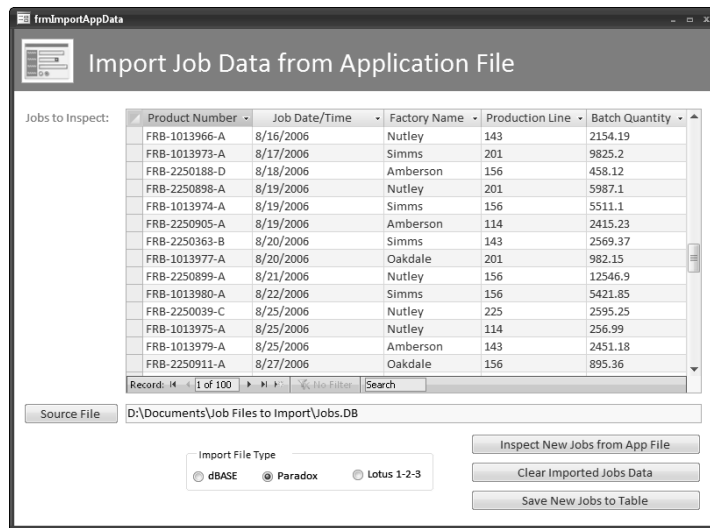 frmImportAppData
Import Job Data from Application File
Jobs to Inspect:
Product Number Job Date/Time Factory Name Production Line Batch Quantity
FRB-1013966-A 8/16/2006 Nutley 143 2154.19
FRB-1013973-A 8/17/2006 Simms 201 9825.2
FRB-2250188-D 8/18/2006 Amberson 156 458.12
FRB-2250898-A 8/19/2006 Nutley 201 5987.1
FRB-1013974-A 8/19/2006 Simms 156 5511.1
FRB-2250905-A 8/19/2006 Amberson 114 2415.23
FRB-2250363-B 8/20/2006 Simms 143 2569.37
FRB-1013977-A 8/20/2006 Oakdale 201 982.15
FRB-2250899-A 8/21/2006 Nutley 156 12546.9
FRB-1013980-A 8/22/2006 Simms 156 5421.85
FRB-2250039-C 8/25/2006 Nutley 225 2595.25
FRB-1013975-A 8/25/2006 Nutley 114 256.99
FRB-1013979-A 8/25/2006 Amberson 143 2451.18
FRB-2250911-A 8/27/2006 Oakdale 156 895.36
Record: 1 of 100 No Filter Search
Source File D:\Documents\Job Files to Import\Jobs.DB
Import File Type
dBASE Paradox Lotus 1-2-3
Inspect New Jobs from App File
Clear Imported Jobs Data
Save New Jobs to Table